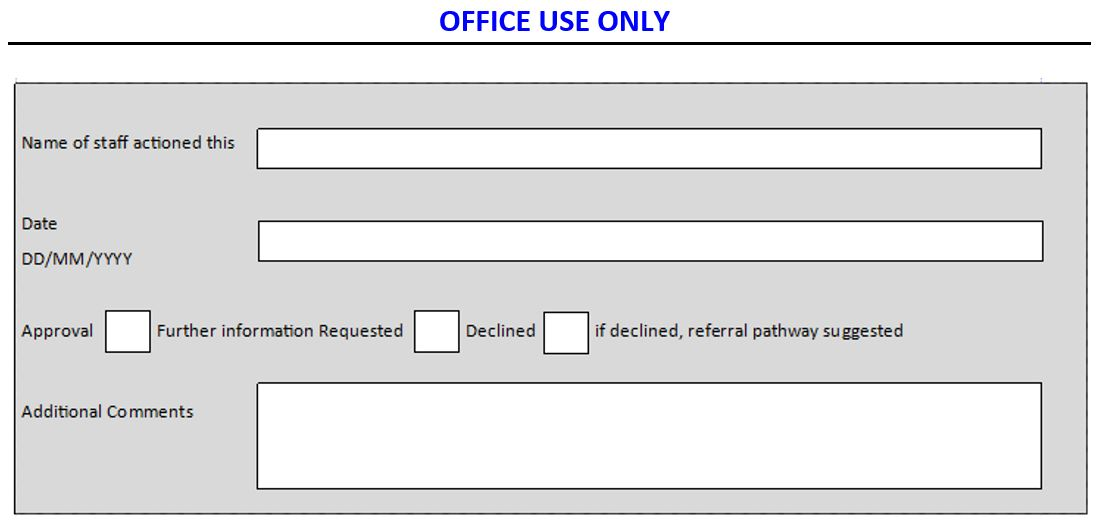 OFFICE USE ONLY
Name of staff actioned this
Date
DD/MM/YYYY
Approval Further information Requested Declined if declined, referral pathway suggested
Additional Comments